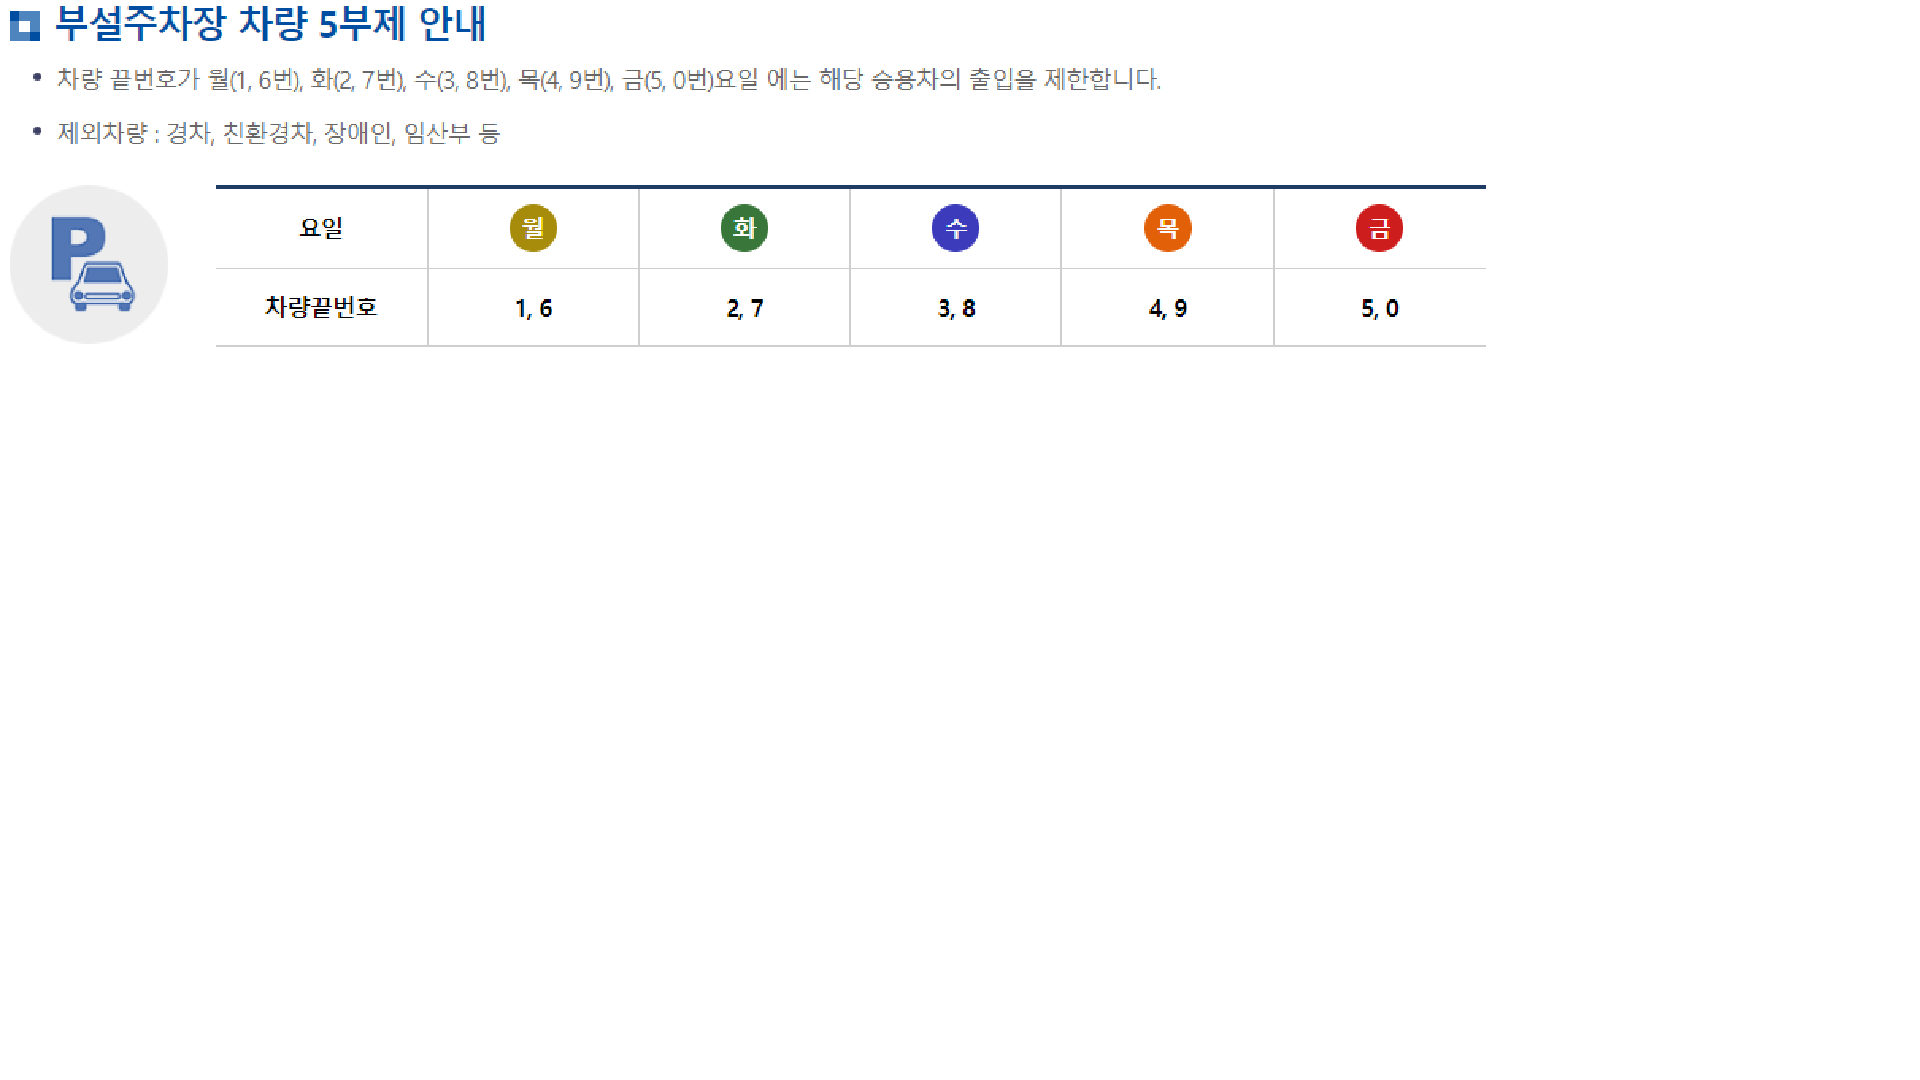 부설주차장 차량 5부제 안내
차량 끝번호가 월(1, 6번), 화(2, 7번), 수(3, 8번), 목(4, 9번), 금(5, 0번)요일 에는 해당 승용차의 출입을 제한합니다.
제외차량 : 경차, 친환경차, 장애인, 임산부 등
P
요일 월 화 수 목 금
차량끝번호 1, 6 2, 7 3, 8 4, 9 5, 0